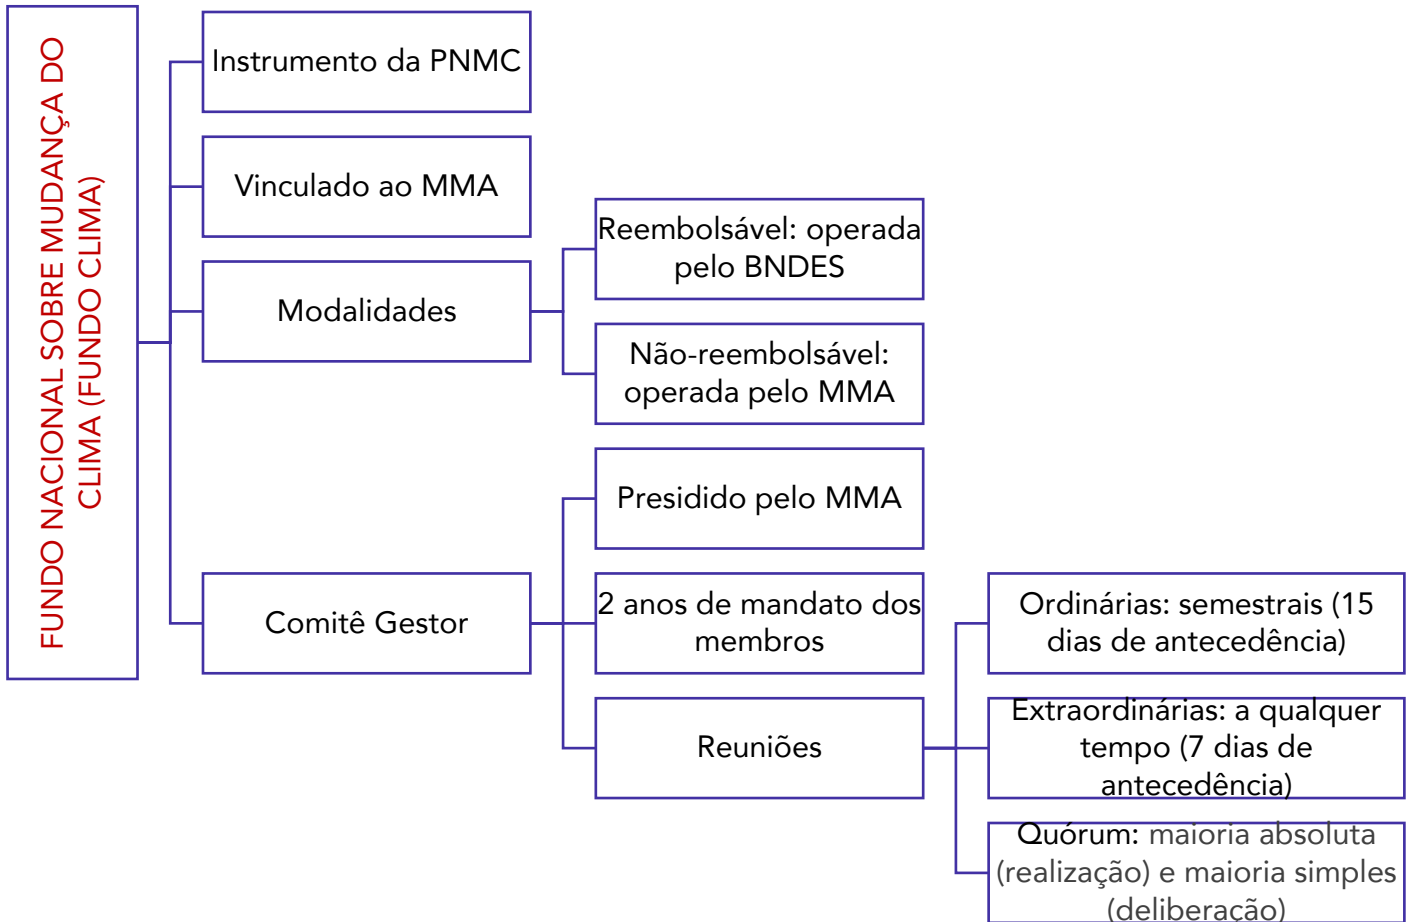 FUNDO NACIONAL SOBRE MUDANÇA DO
CLIMA (FUNDO CLIMA)
Instrumento da PNMC
Vinculado ao MMA
Modalidades
Reembolsável: operada
pelo BNDES
Não-reembolsável:
operada pelo MMA
Comitê Gestor
Presidido pelo MMA
2 anos de mandato dos
membros
Reuniões
Ordinárias: semestrais (15
dias de antecedência)
Extraordinárias: a qualquer
tempo (7 dias de
antecedência)
Quórum: maioria absoluta
(realização) e maioria simples
(deliberação)